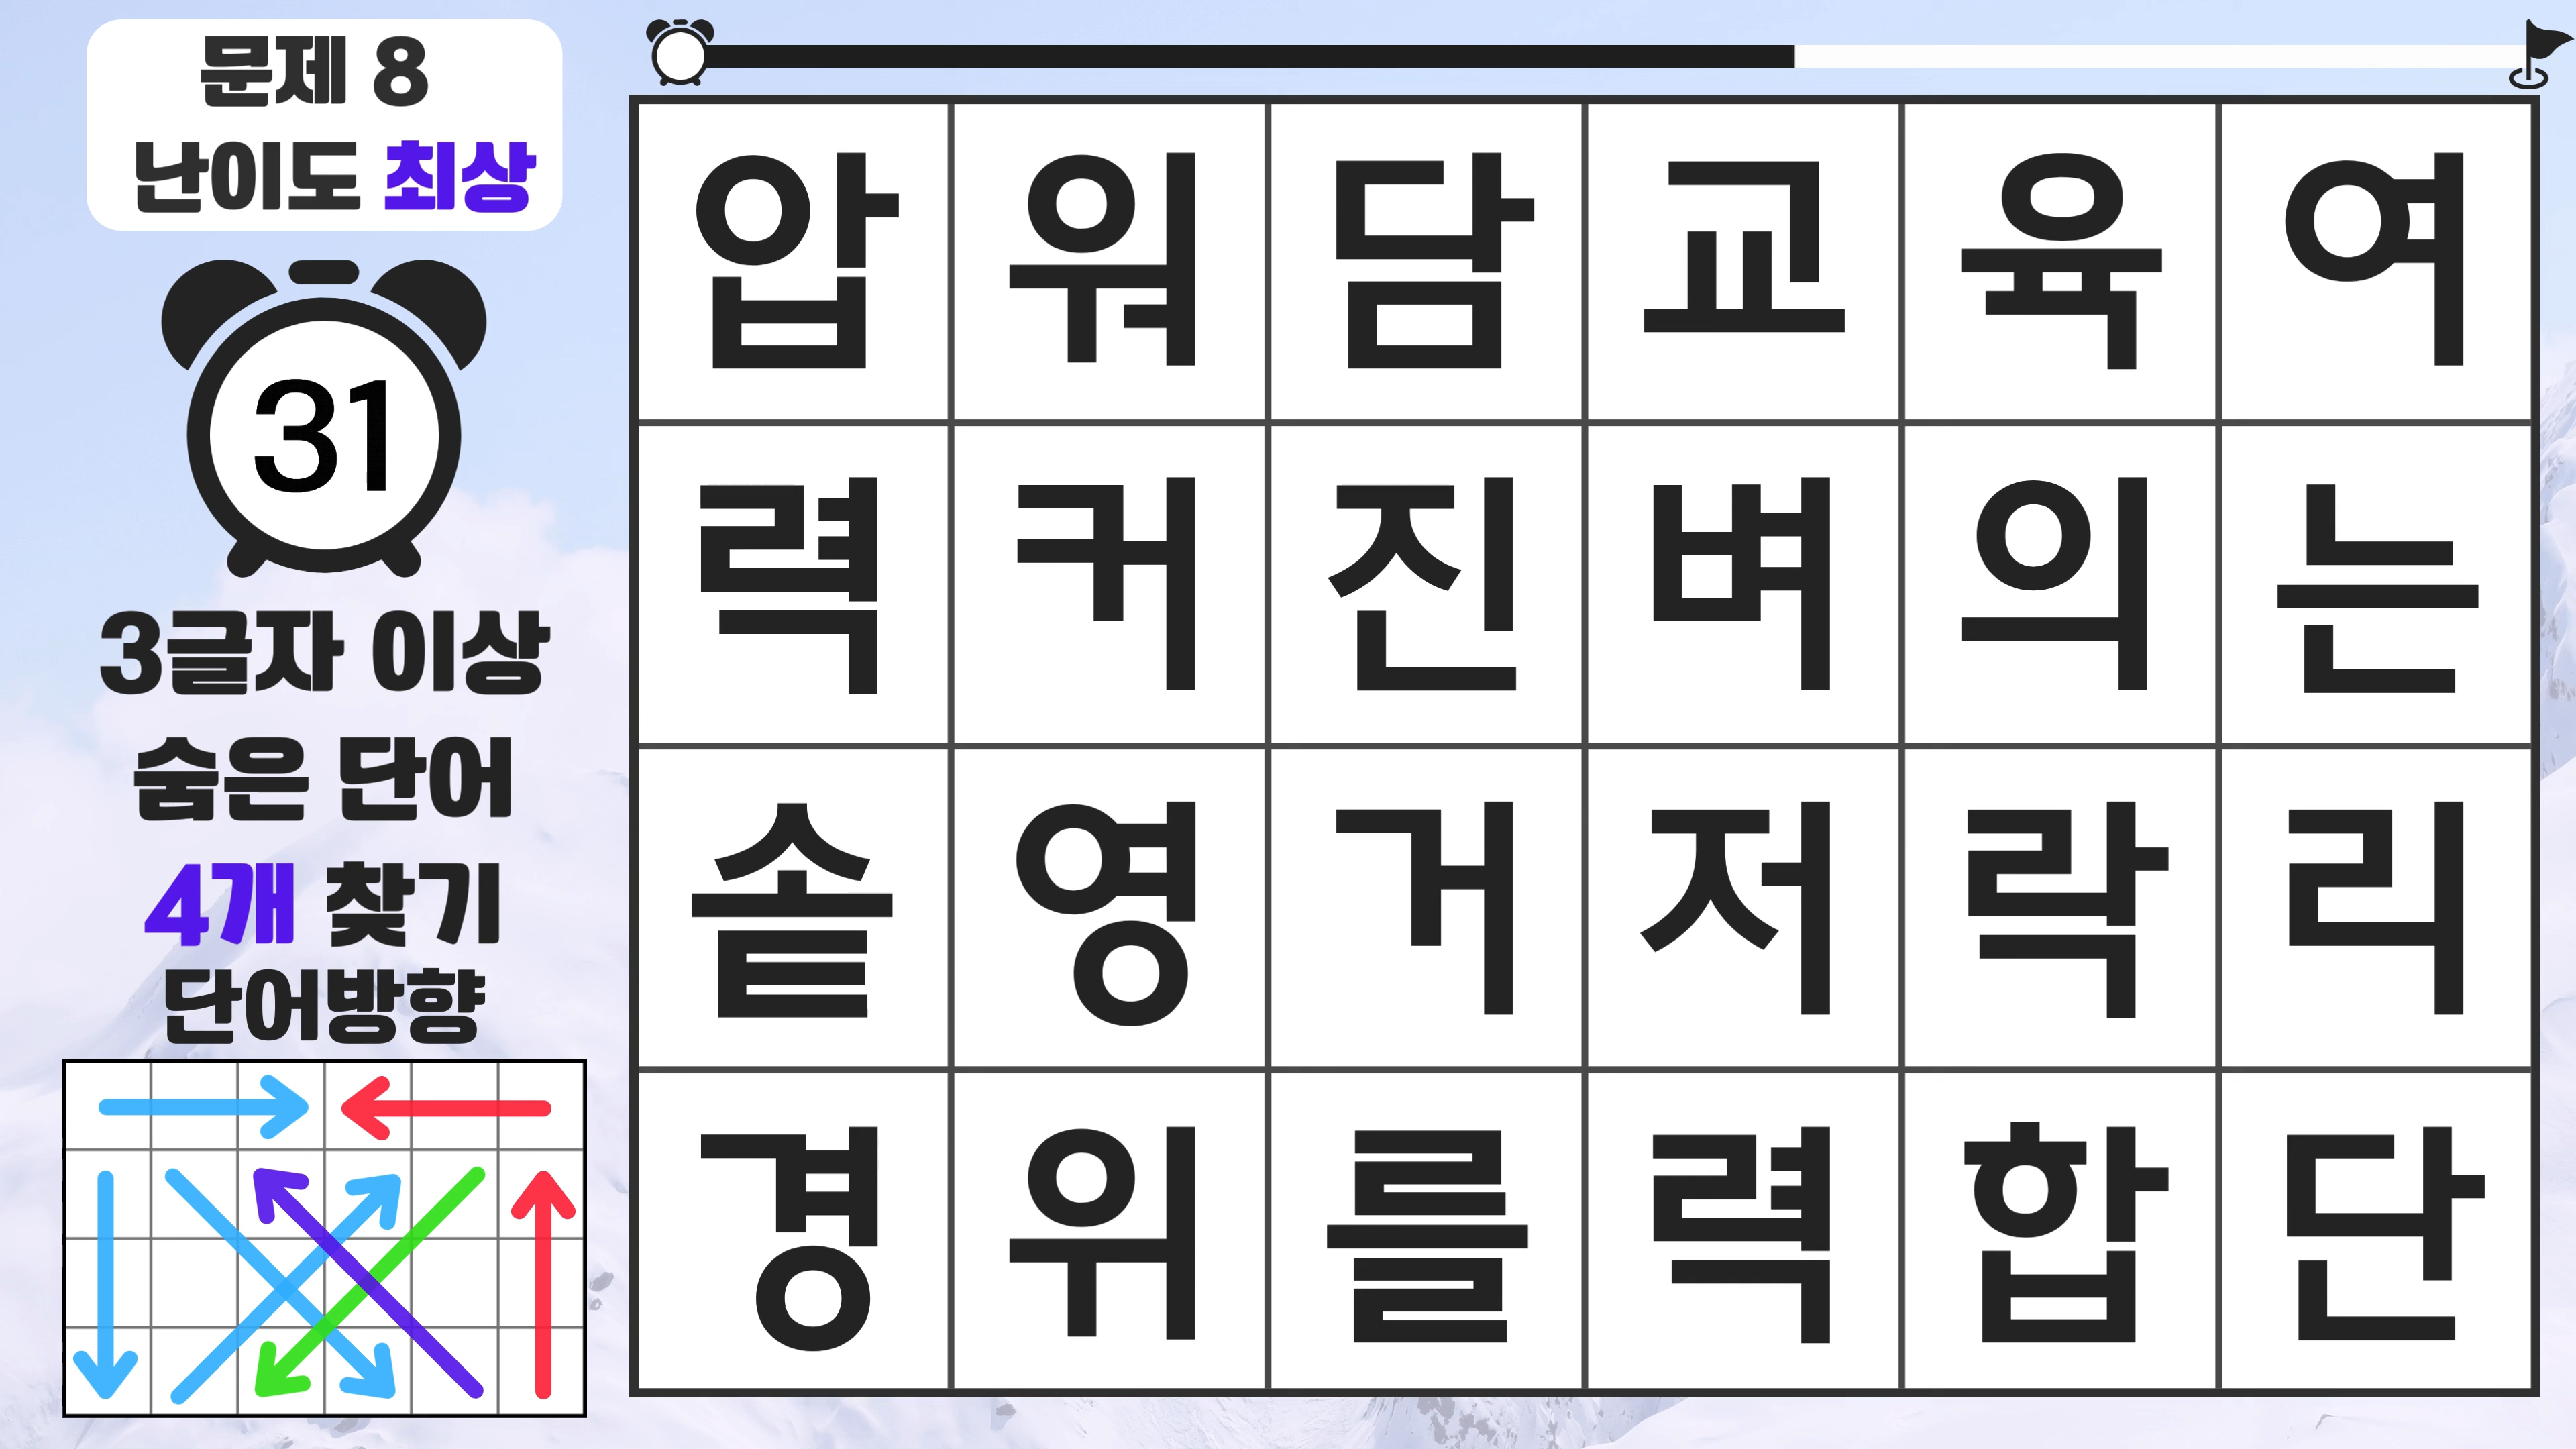 문제 8
난이도 최상
31
3글자 이상
숨은 단어
4개 찾기
단어방향
압 워 담 교 육 여
력 커 진 벼 의 는
솥 영 거 저 락 리
경 위 를 력 합 단